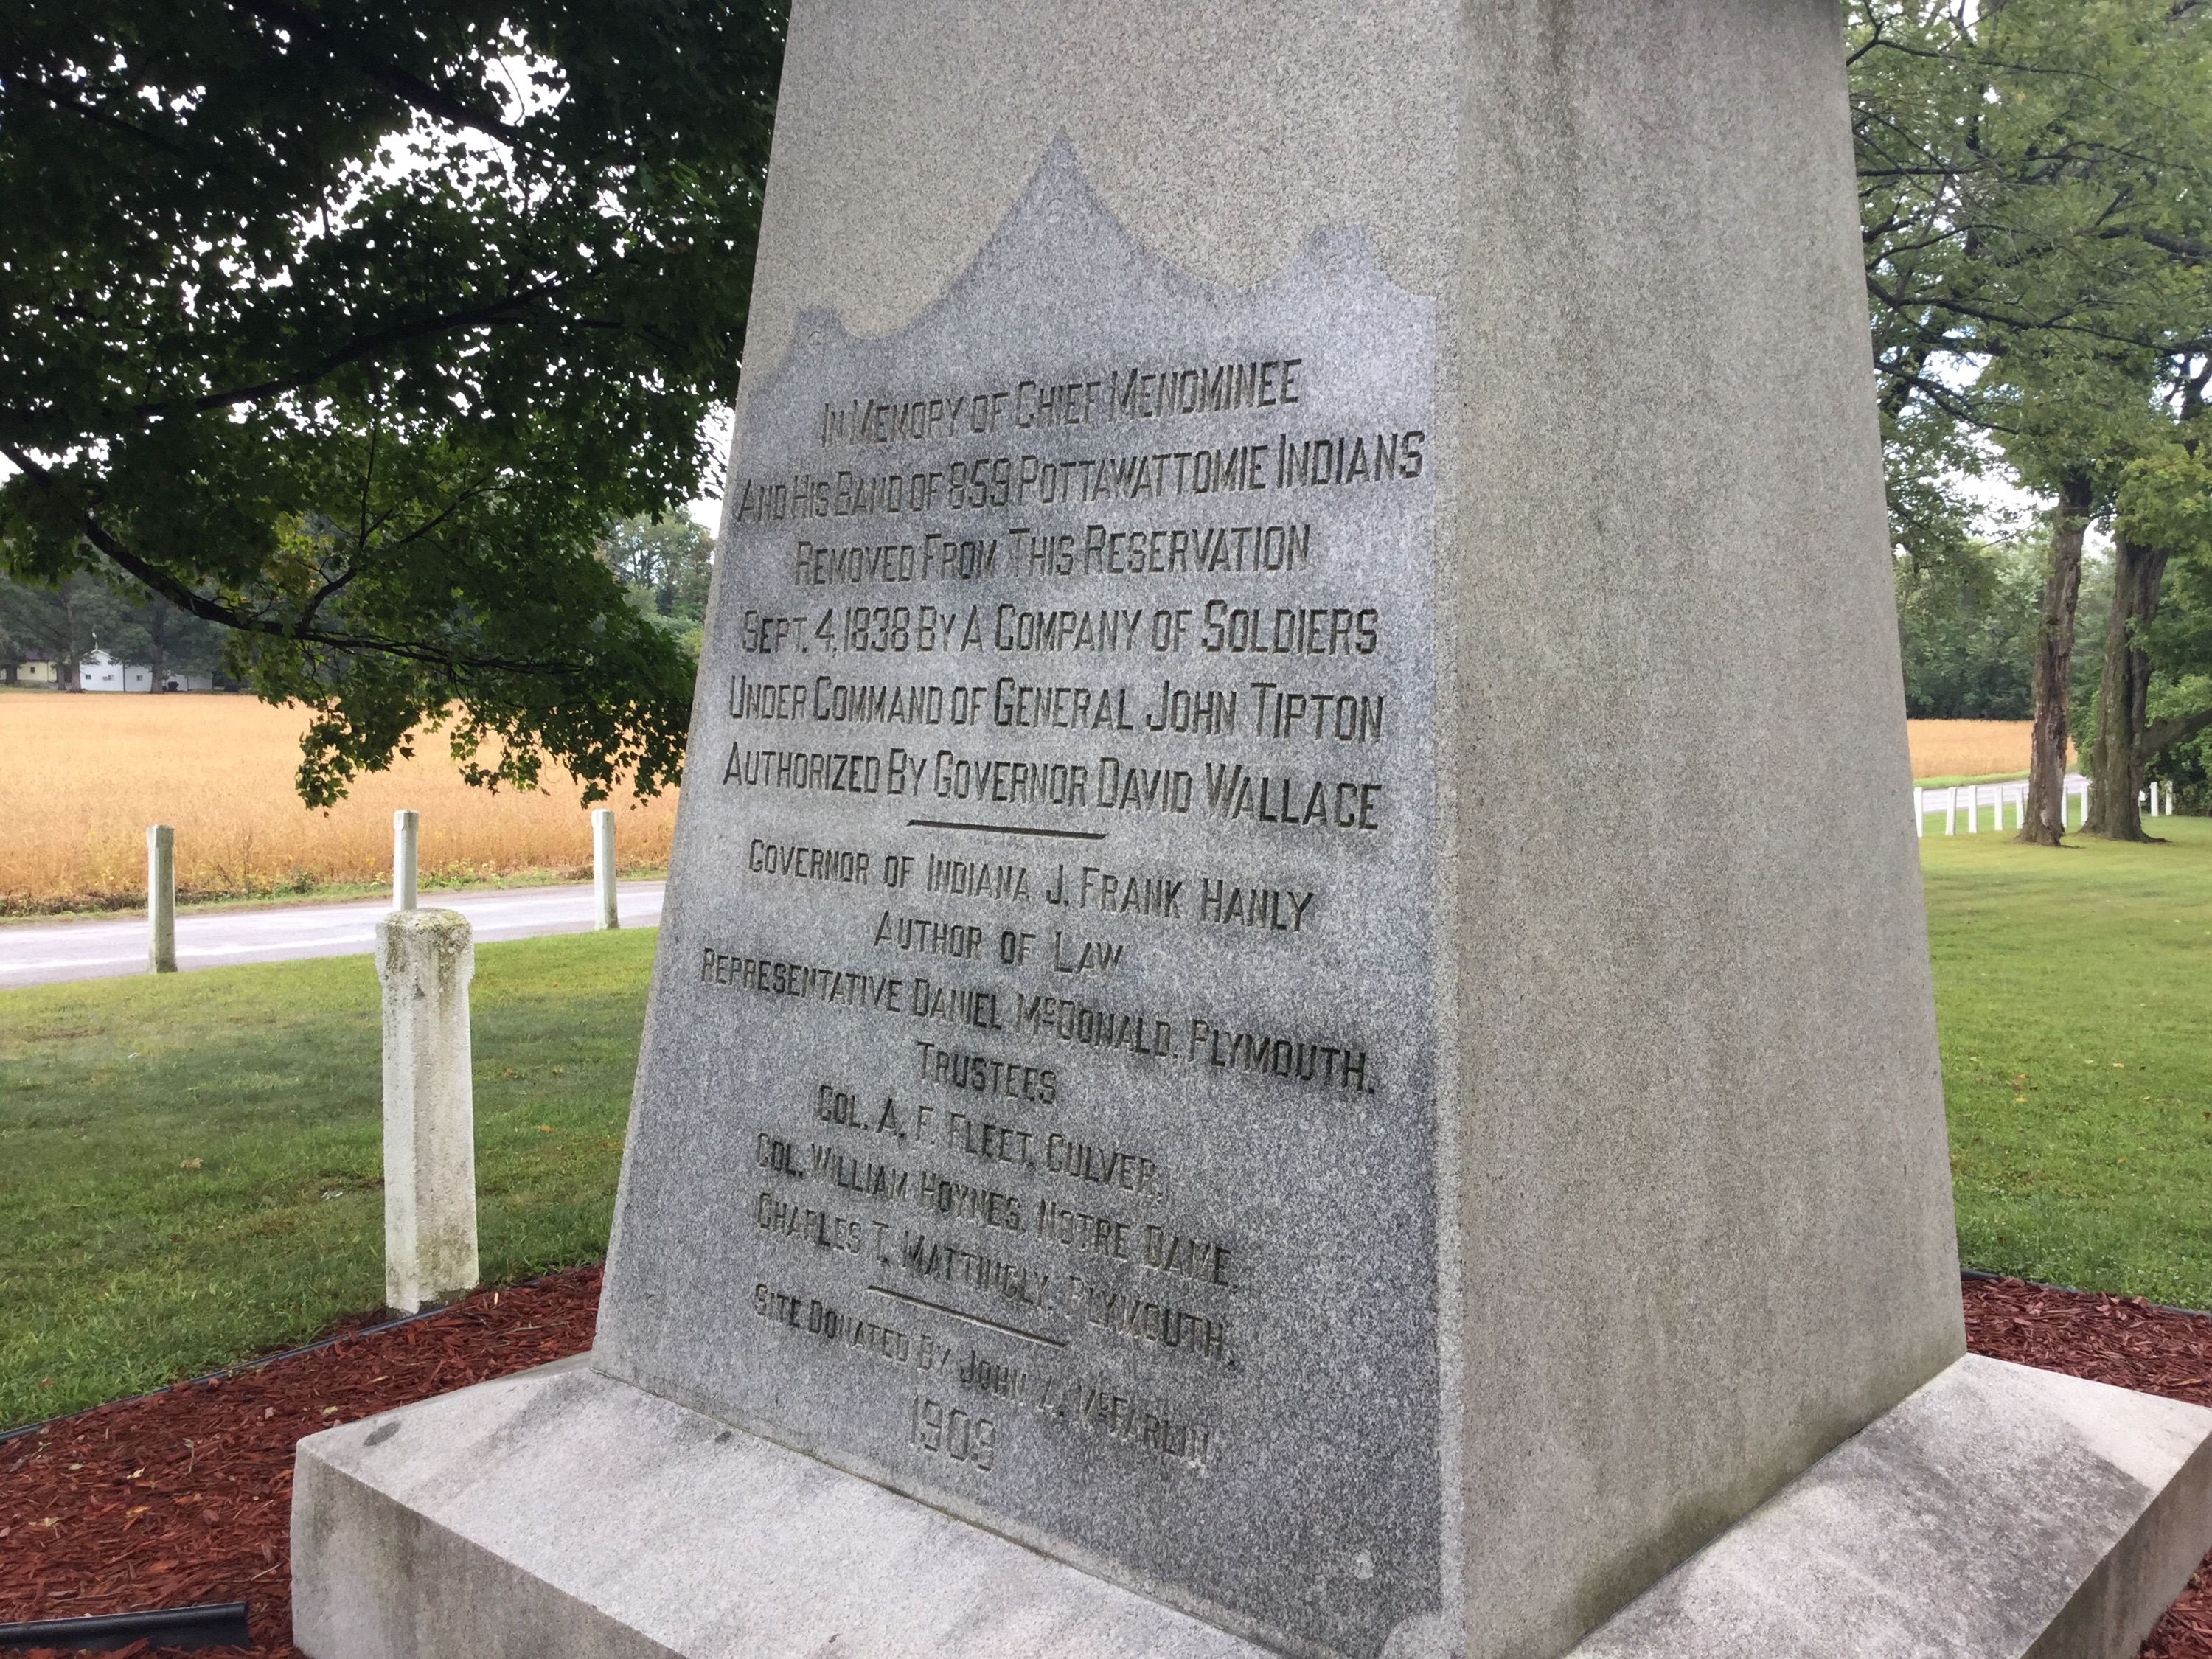 In Memory of Chief Menominee
And His Band of 859 Pottawattomie Indians
Removed From This Reservation
Sept. 4, 1838 By A Company of Soldiers
Under Command of General John Tipton
Authorized By Governor David Wallace
Governor of Indiana J. Frank Hanly
Author of Law
Representative Daniel McDonald, Plymouth.
Trustees
Col. A. F. Fleet, Culver.
Col. William Hoynes, Notre Dame.
Charles T. Mattingly, Plymouth.
Site Donated By John A. McFarlin
1909